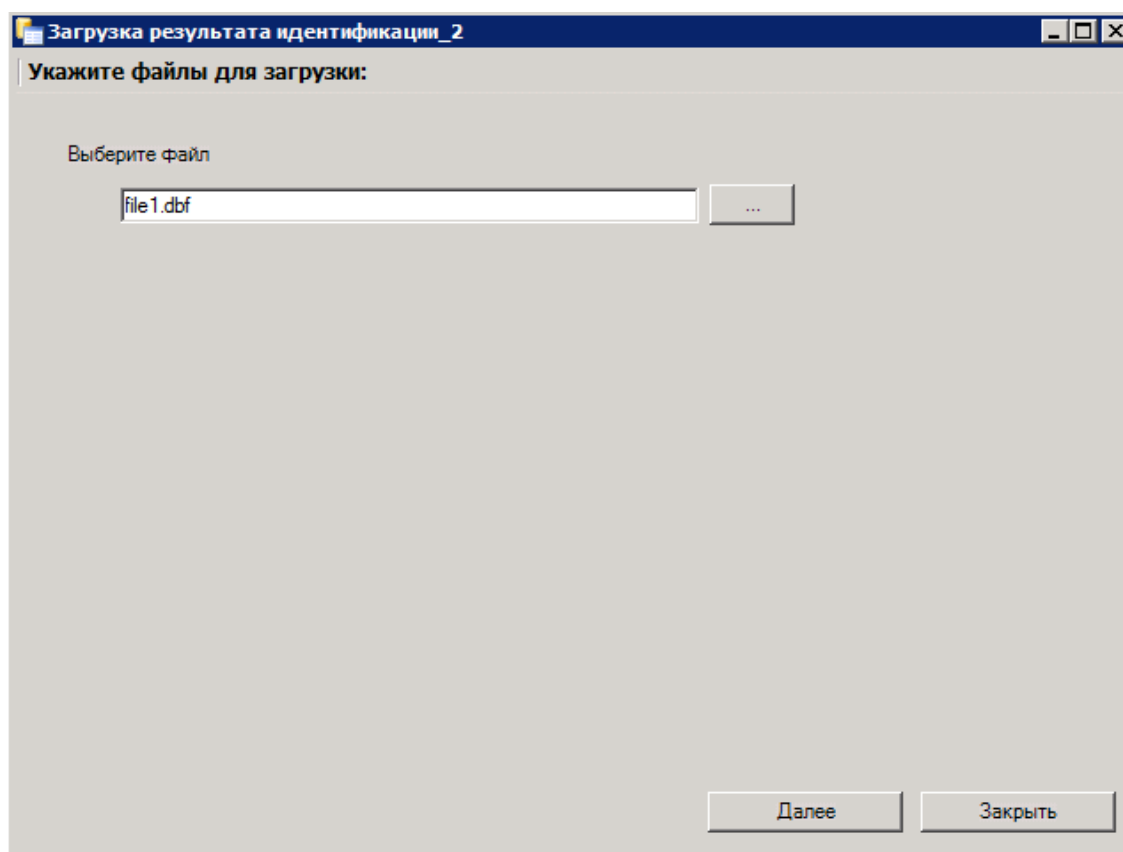 Загрузка результата идентификации_2
Укажите файлы для загрузки:
Выберите файл
file1.dbf
...
Далее
Закрыть